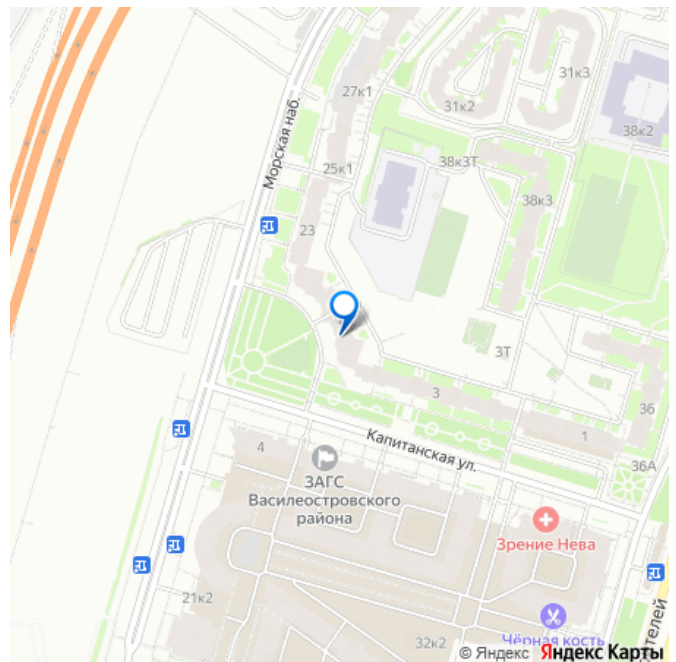 31к3
27к1
31к2
38к2
Морская наб.
38к3Т
25к1
38к3
23
3Т
3
36
1
Капитанская ул.
4
36А
ЗАГС
Василеостровского
района
Зрение Нева
21к2
Чёрная кость
32к2
© Яндекс Яндекс Карты